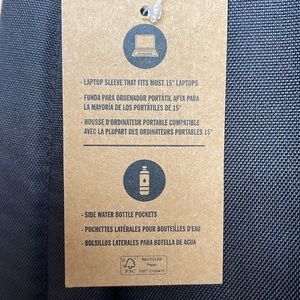 · LAPTOP SLEEVE THAT FITS MOST 15" LAPTOPS
· FUNDA PARA ORDENADOR PORTÁTIL APTA PARA
LA MAYORÍA DE LOS PORTÁTILES DE 15"
· HOUSSE D'ORDINATEUR PORTABLE COMPATIBLE
AVEC LA PLUPART DES ORDINATEURS PORTABLES 15"
· SIDE WATER BOTTLE POCKETS
· POCHETTES LATÉRALES POUR BOUTEILLES D'EAU
· BOLSILLOS LATERALES PARA BOTELLA DE AGUA
FSC
RECYCLED
Paper